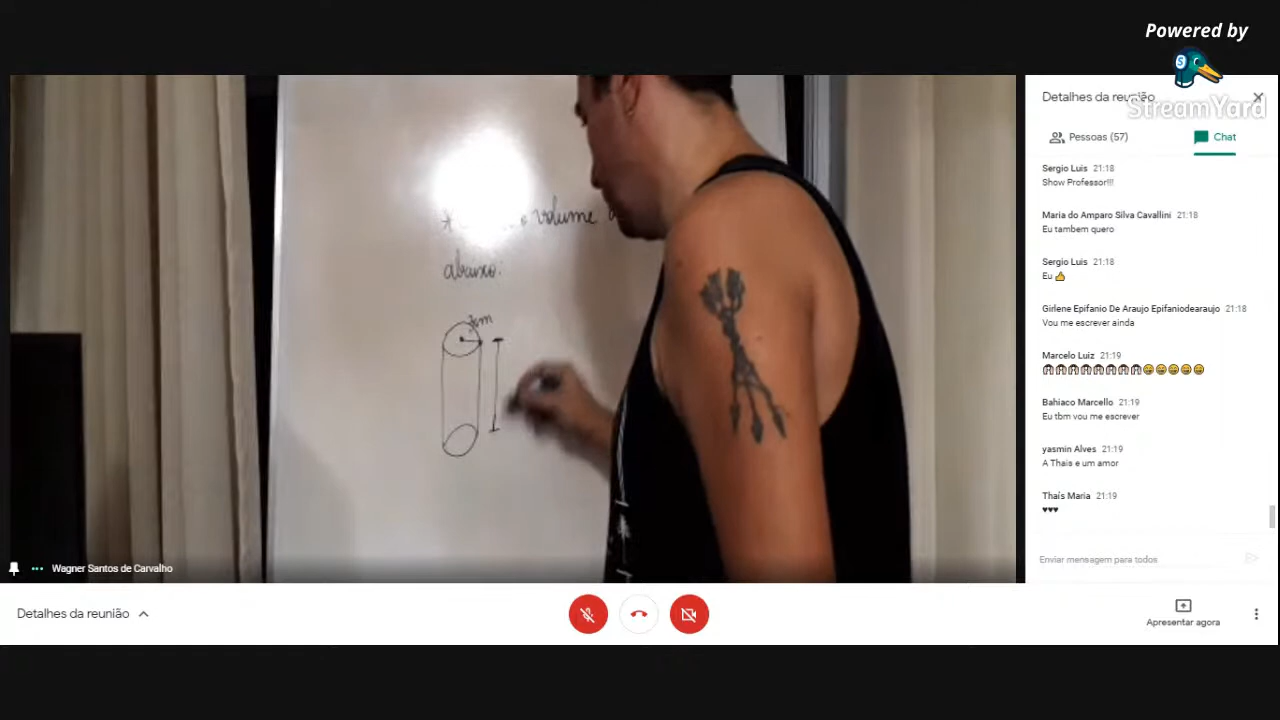 Powered by
StreamYard
Detalhes da reunião
Pessoas (57)
Chat
Sergio Luis 21:18
Show Professor!!!
Maria do Amparo Silva Cavallini 21:18
Eu tambem quero
Sergio Luis 21:18
Eu 👍
Girlene Epifanio De Araujo Epifaniodearaujo 21:18
Vou me escrever ainda
Marcelo Luiz 21:19
Bahiaco Marcello 21:19
Eu tbm vou me escrever
yasmin Alves 21:19
A Thais e um amor
Thaís Maria 21:19
♥♥♥
Enviar mensagem para todos
volume
abaixo:
Wagner Santos de Carvalho
Detalhes da reunião
Apresentar agora